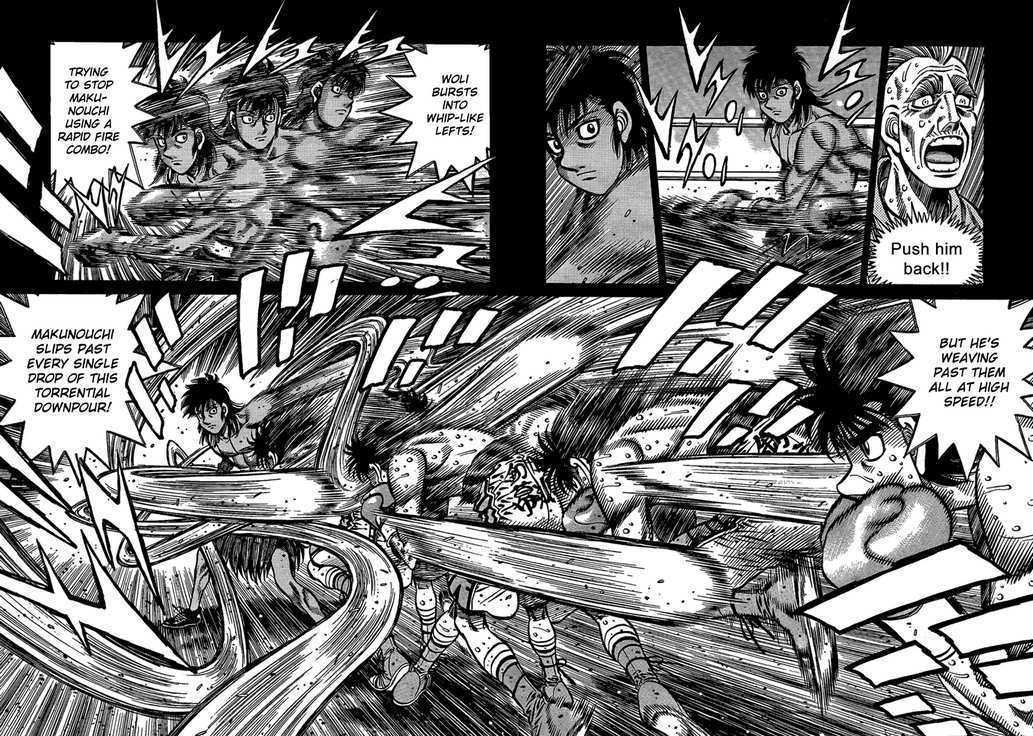 Push him
back!!
WOLI
BURSTS
INTO
WHIP-LIKE
LEFTS!
TRYING
TO STOP
MAKU-
NOUCHI
USING A
RAPID FIRE
COMBO!
BUT HE'S
WEAVING
PAST THEM
ALL AT HIGH
SPEED!!
MAKUNOUCHI
SLIPS PAST
EVERY SINGLE
DROP OF THIS
TORRENTIAL
DOWNPOUR!